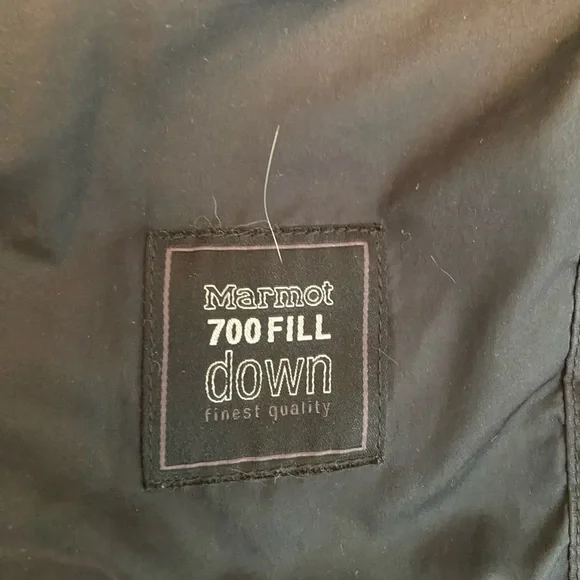 Marmot
700 FILL
down
finest quality